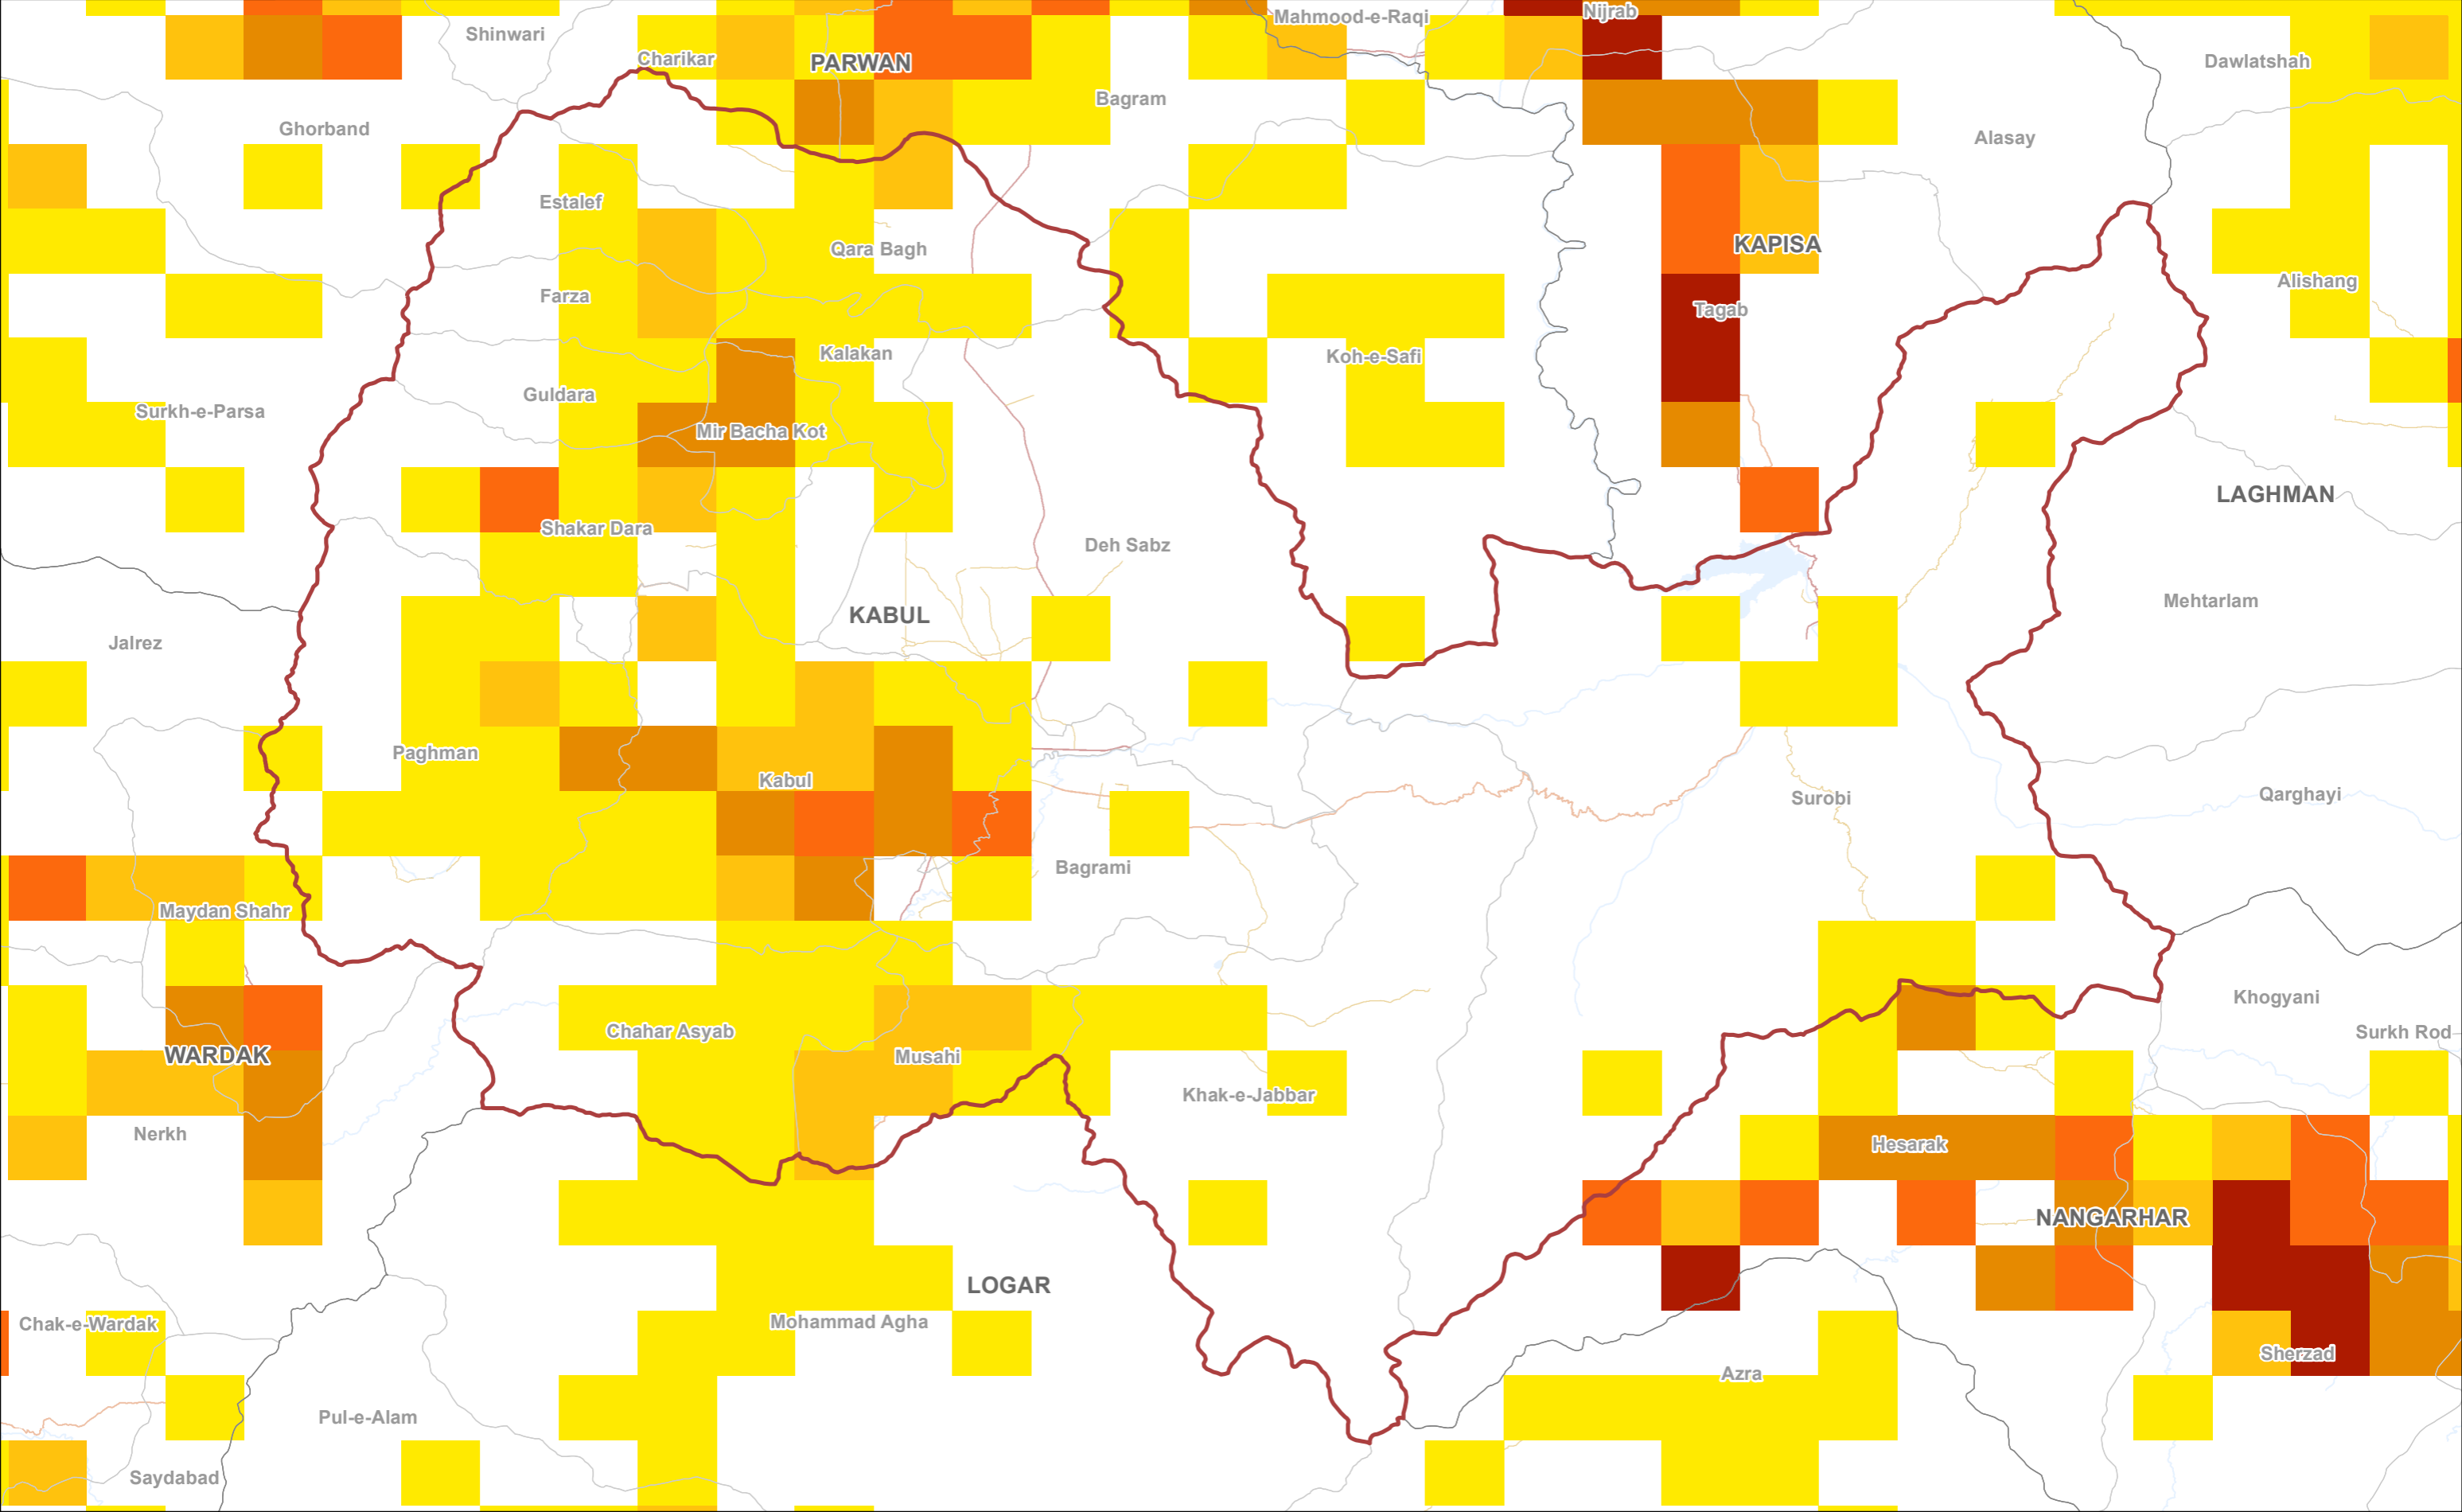 Mahmood-e-Raqi
Nijrab
Shinwari
Charikar
PARWAN
Dawlatshah
Bagram
Ghorband
Alasay
Estalef
Qara Bagh
KAPISA
Farza
Tagab
Alishang
Kalakan
Koh-e-Safi
Guldara
Surkh-e-Parsa
Mir Bacha Kot
LAGHMAN
Shakar Dara
Deh Sabz
Mehtarlam
KABUL
Jalrez
Paghman
Kabul
Surobi
Qarghayi
Bagrami
Maydan Shahr
Khogyani
Chahar Asyab
Surkh Rod
WARDAK
Musahi
Khak-e-Jabbar
Nerkh
Hesarak
NANGARHAR
LOGAR
Chak-e-Wardak
Mohammad Agha
Sherzad
Azra
Pul-e-Alam
Saydabad